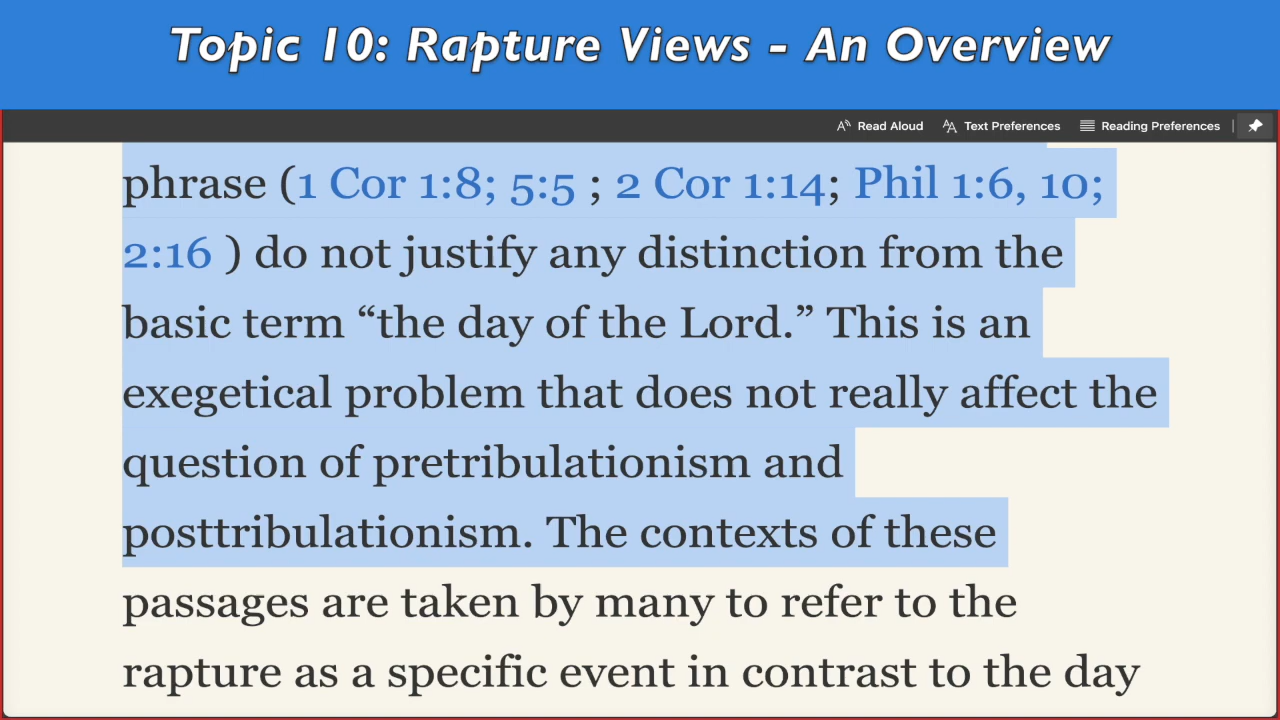 Topic 10: Rapture Views - An Overview
Read Aloud Text Preferences Reading Preferences
phrase (1 Cor 1:8; 5:5 ; 2 Cor 1:14; Phil 1:6, 10;
2:16 ) do not justify any distinction from the
basic term “the day of the Lord.” This is an
exegetical problem that does not really affect the
question of pretribulationism and
posttribulationism. The contexts of these
passages are taken by many to refer to the
rapture as a specific event in contrast to the day